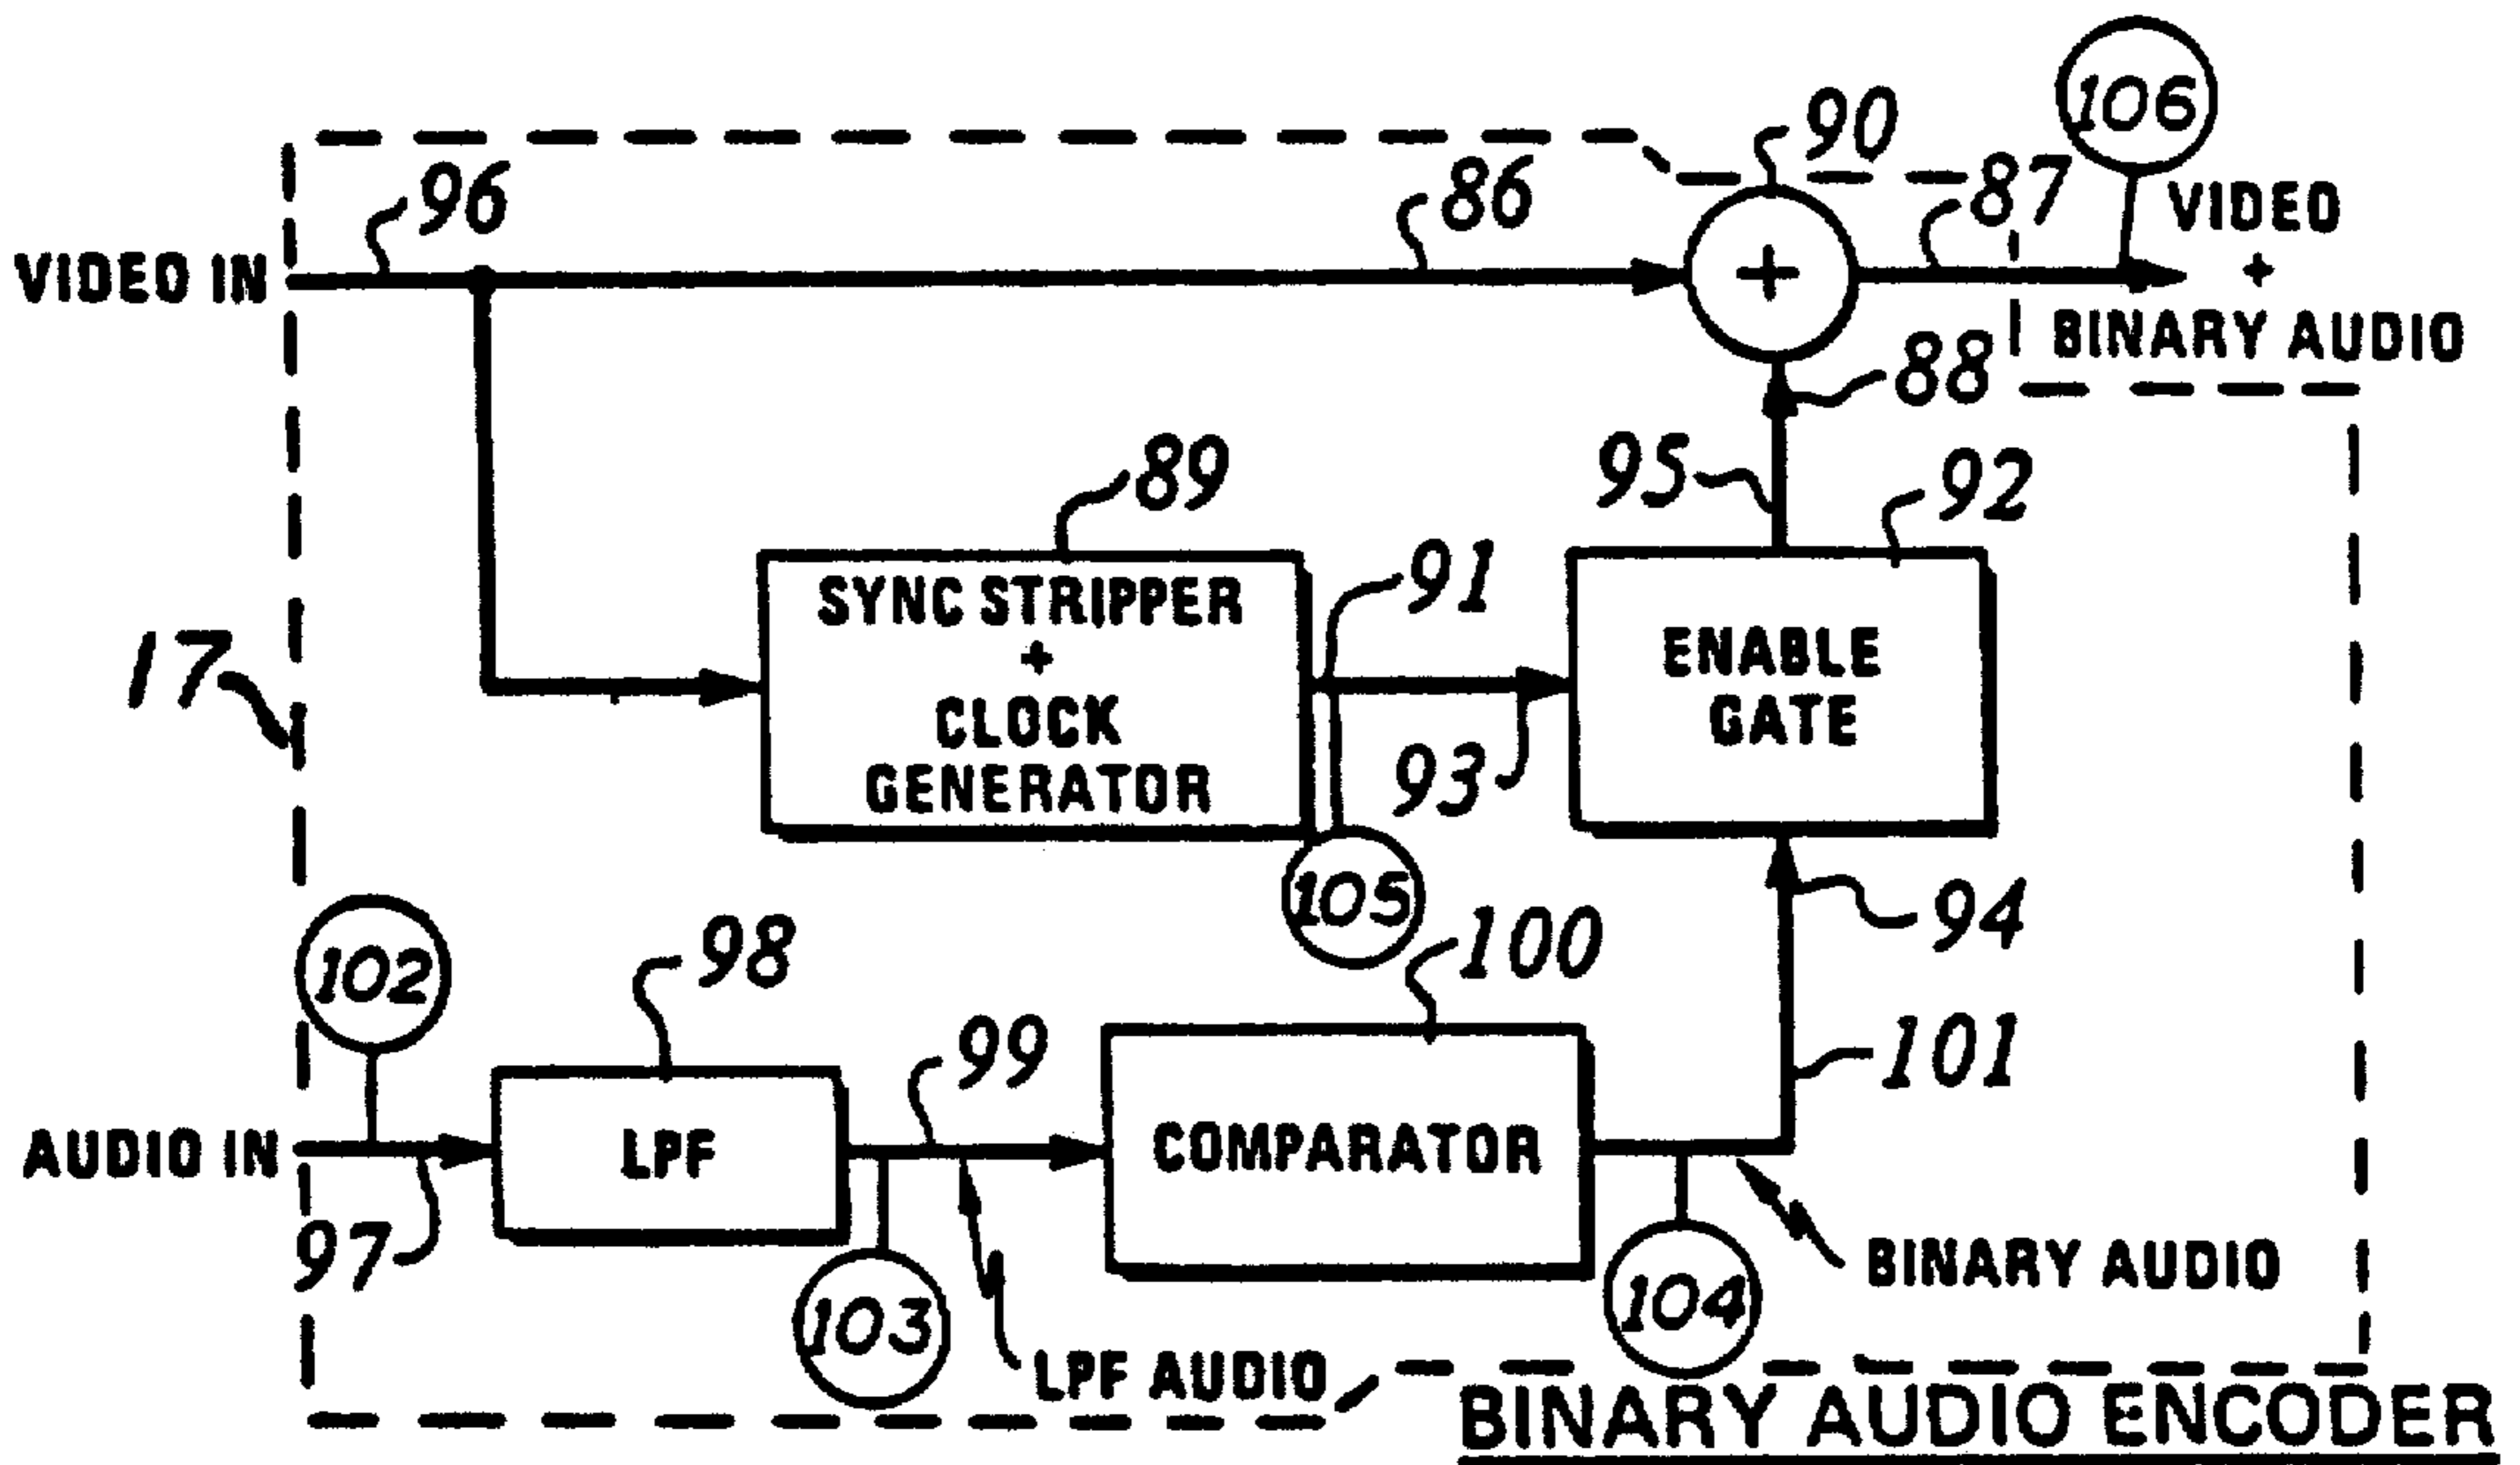 106
90
96
86
87
VIDEO
+
BINARY AUDIO
VIDEO IN
+
88
89
95
92
91
SYNC STRIPPER
+
CLOCK
GENERATOR
ENABLE
GATE
17
93
105
94
102
98
100
99
101
AUDIO IN
LPF
COMPARATOR
97
103
104
BINARY AUDIO
LPF AUDIO
BINARY AUDIO ENCODER